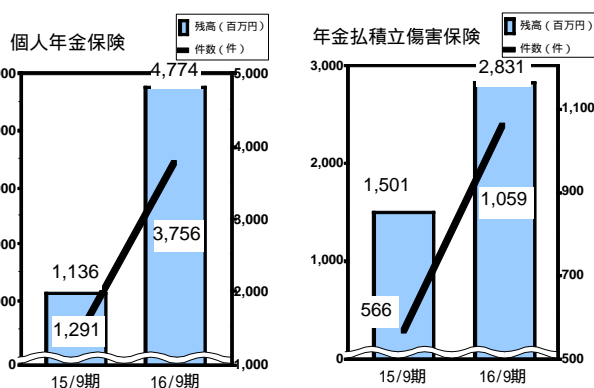 個人年金保険
残高（百万円）
件数（件）
4,774
5,000
4,000
3,000
2,000
1,000
0
3,756
1,136
1,291
15/9期
16/9期
年金払積立傷害保険
残高（百万円）
件数（件）
3,000
2,000
1,000
0
2,831
1,501
1,059
566
1,100
900
700
500
15/9期
16/9期